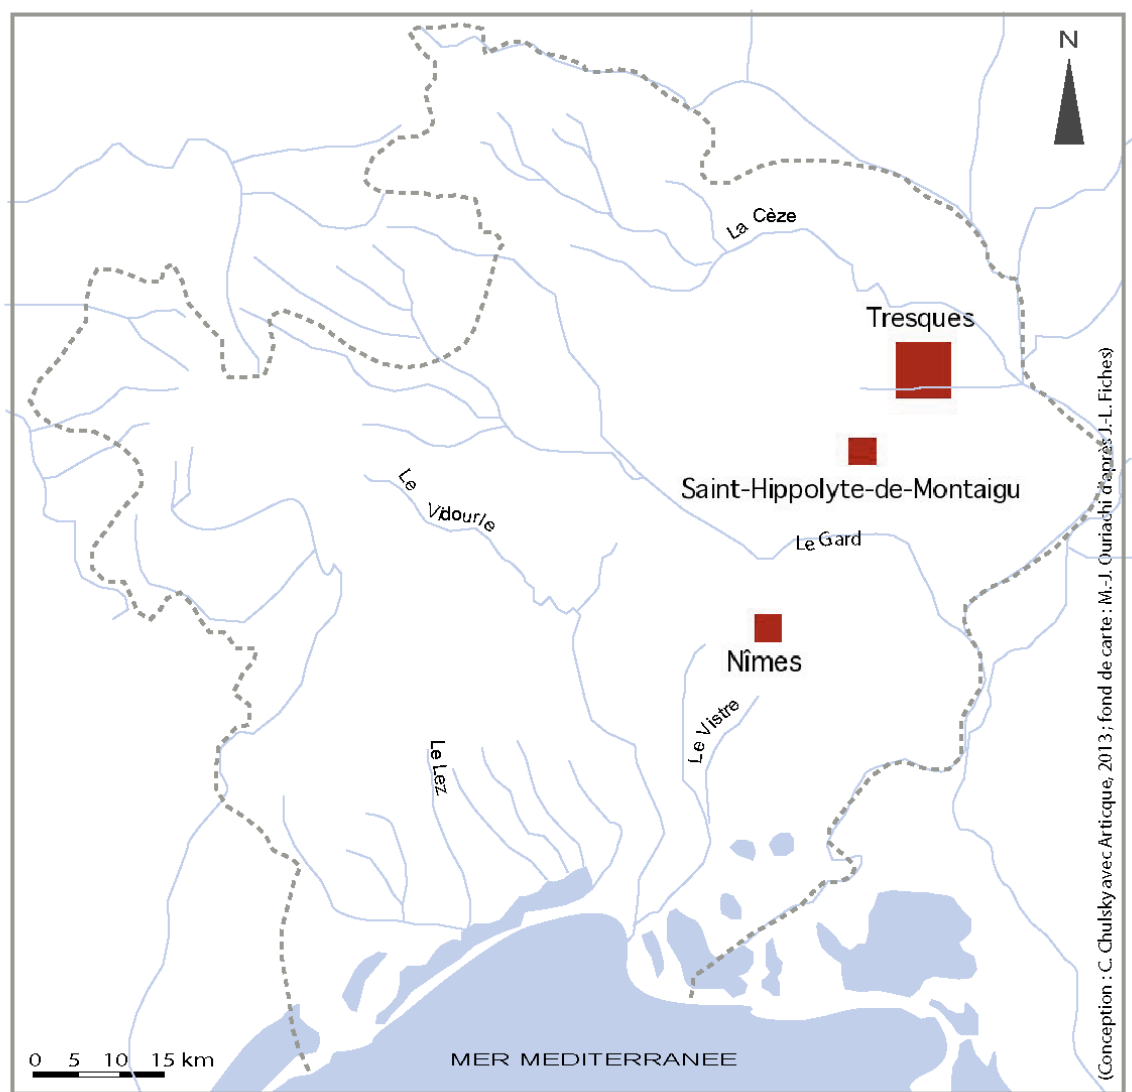 N
La Cèze
Tresques
Saint-Hippolyte-de-Montaigu
Le
Vidourle
Le Gard
Nîmes
Le Vistre
Le Lez
0 5 10 15 km
MER MEDITERRANEE
(Conception : C. Chulsky avec Articque, 2013 ; fond de carte : M.-J. Ouriachi d'après J.-L. Fiches)